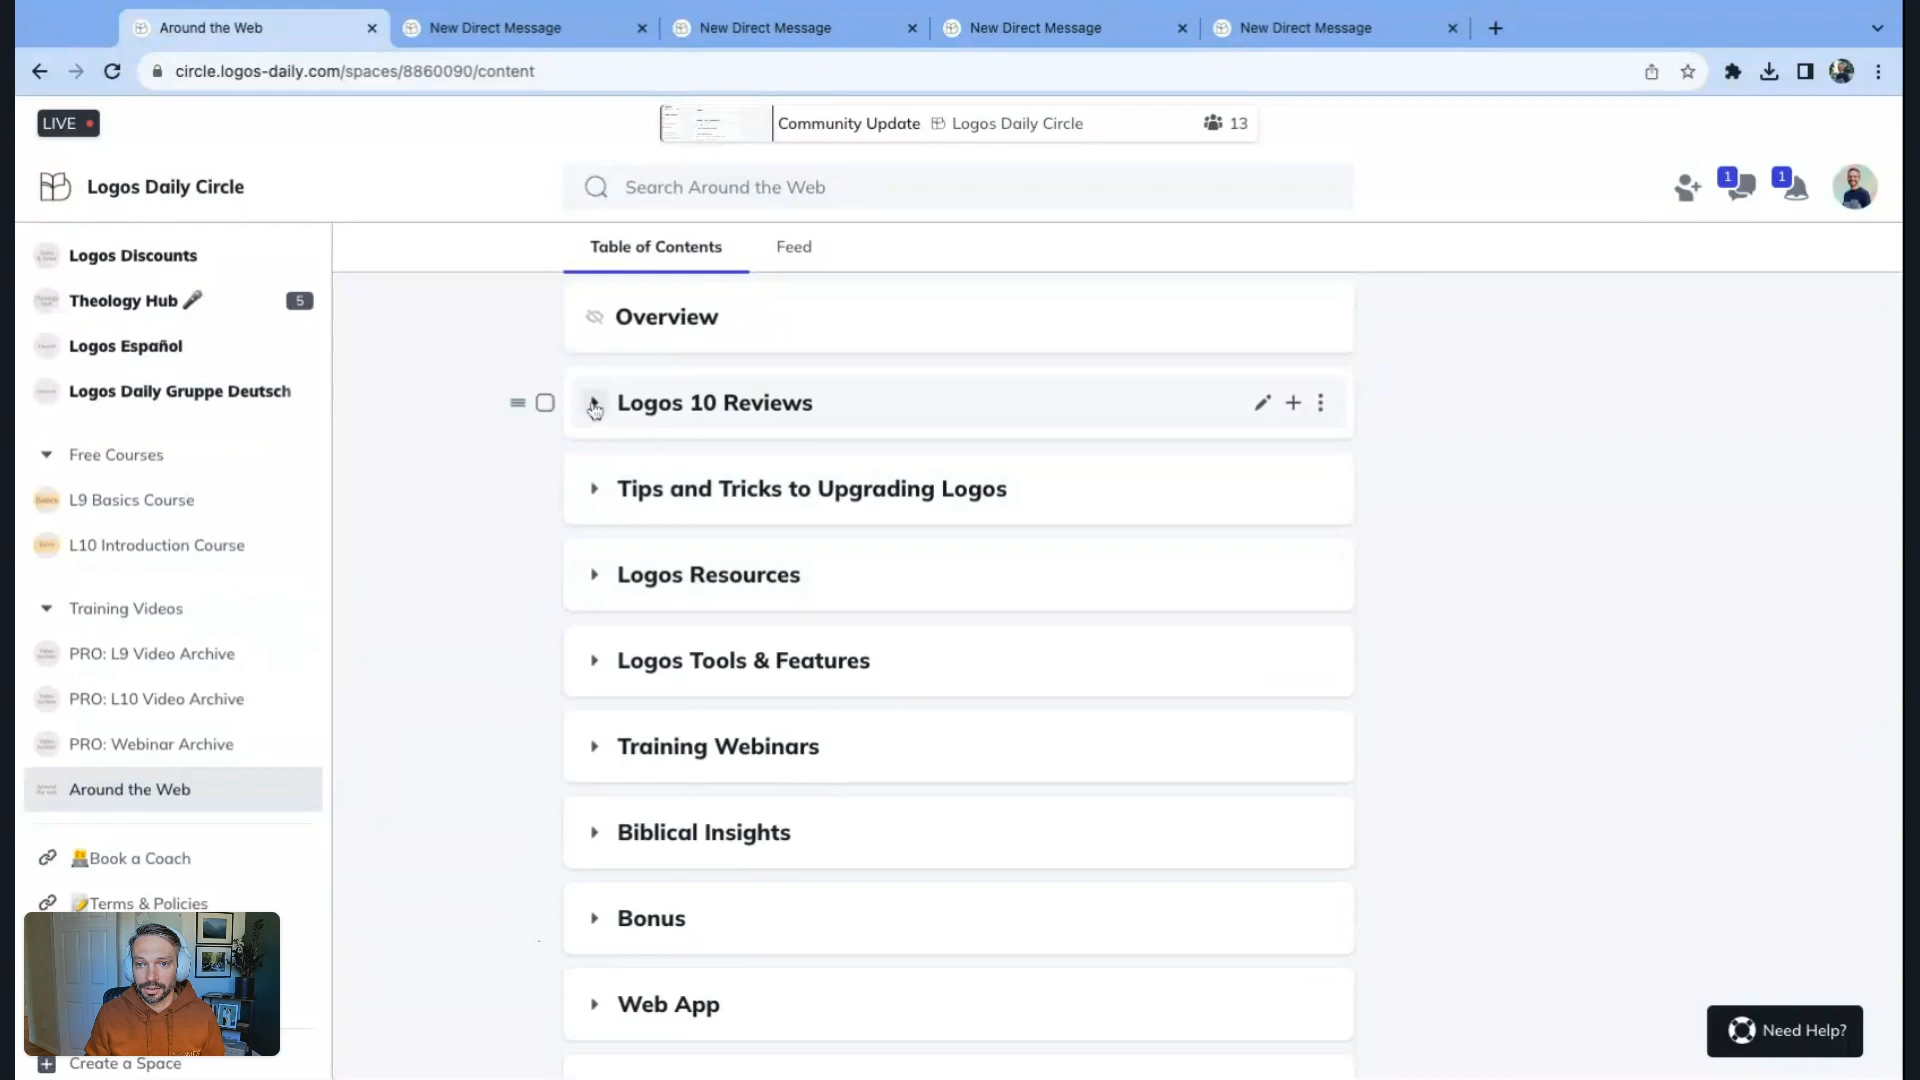 Around the Web
New Direct Message
New Direct Message
New Direct Message
New Direct Message
circle.logos-daily.com/spaces/8860090/content
LIVE
Community Update Logos Daily Circle 13
Logos Daily Circle
Search Around the Web
1
1
Logos Discounts
Theology Hub 🎤 5
Logos Español
Logos Daily Gruppe Deutsch
Free Courses
L9 Basics Course
L10 Introduction Course
Training Videos
PRO: L9 Video Archive
PRO: L10 Video Archive
PRO: Webinar Archive
Around the Web
Book a Coach
Terms & Policies
Create a Space
Table of Contents
Feed
Overview
Logos 10 Reviews
Tips and Tricks to Upgrading Logos
Logos Resources
Logos Tools & Features
Training Webinars
Biblical Insights
Bonus
Web App
Need Help?